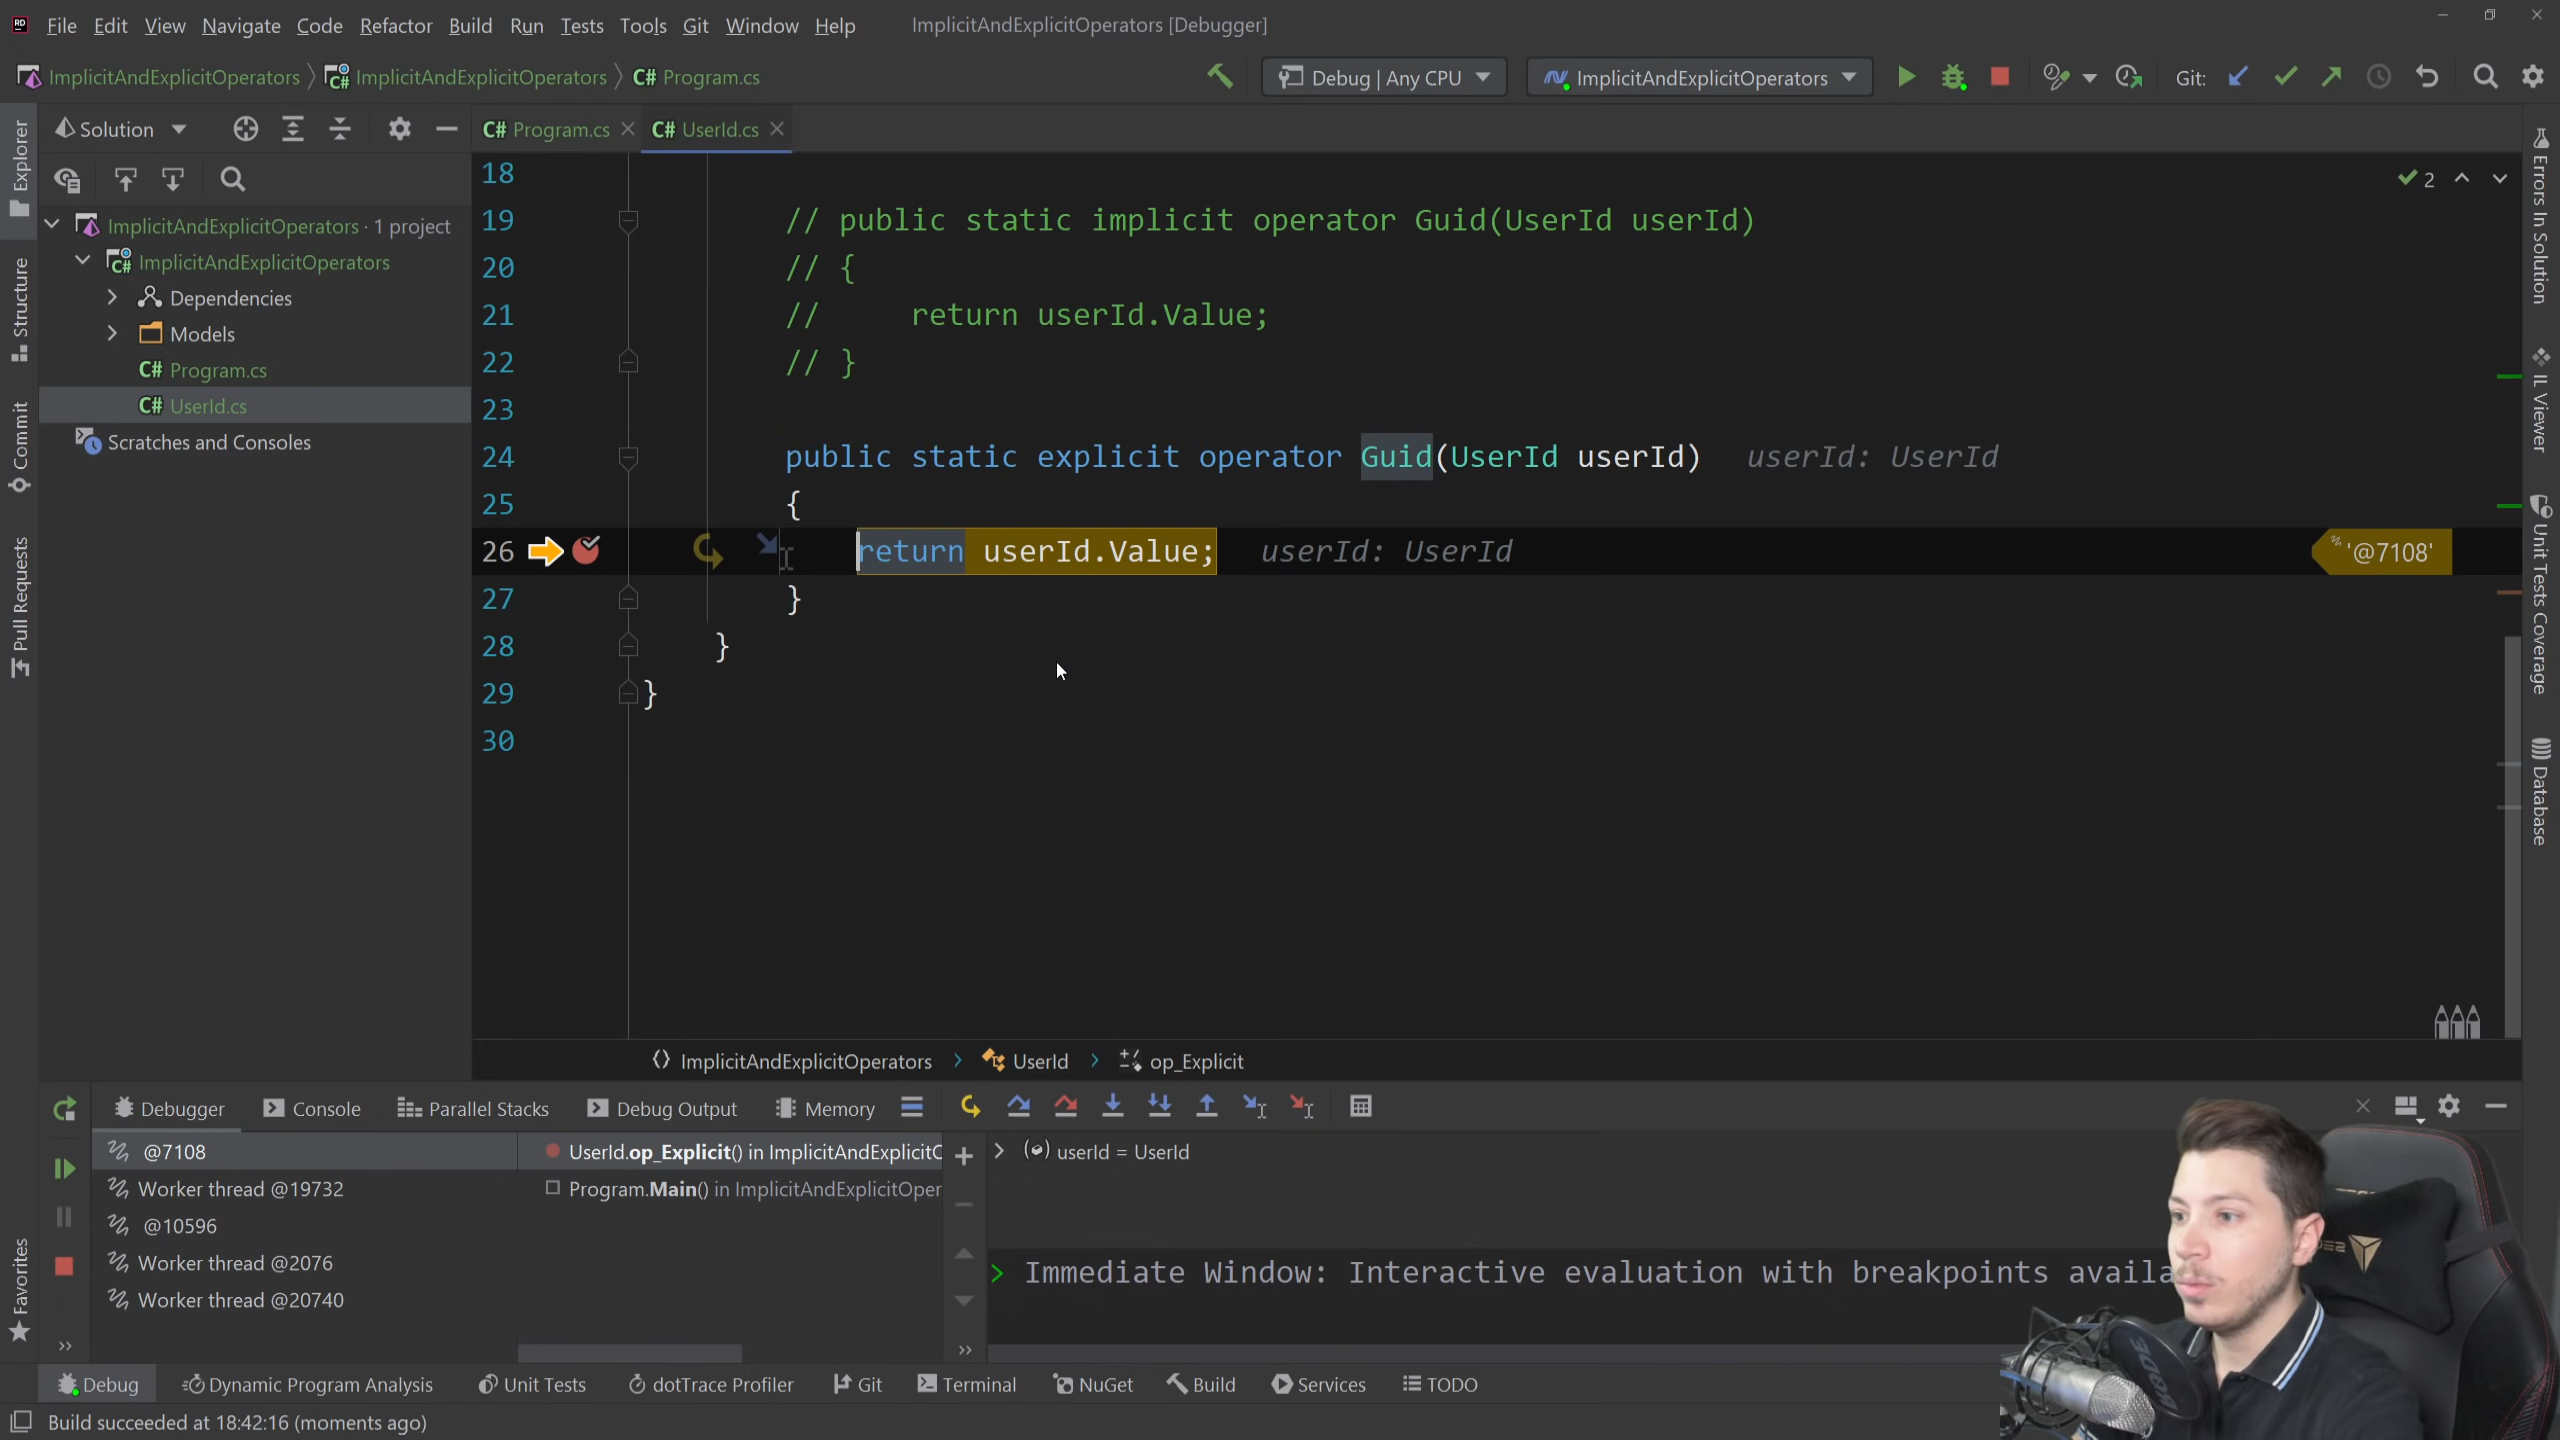 File Edit View Navigate Code Refactor Build Run Tests Tools Git Window Help ImplicitAndExplicitOperators [Debugger]
ImplicitAndExplicitOperators ImplicitAndExplicitOperators C# Program.cs Debug | Any CPU ImplicitAndExplicitOperators Git:
Solution
C# Program.cs C# UserId.cs
Explorer
Structure
Commit
Pull Requests
Favorites
ImplicitAndExplicitOperators · 1 project
ImplicitAndExplicitOperators
Dependencies
Models
C# Program.cs
C# UserId.cs
Scratches and Consoles
18
19 // public static implicit operator Guid(UserId userId)
20 // {
21 //     return userId.Value;
22 // }
23
24 public static explicit operator Guid(UserId userId) userId: UserId
25 {
26 return userId.Value; userId: UserId '@7108'
27 }
28 }
29 }
30
2
Errors In Solution
IL Viewer
Unit Tests Coverage
Database
ImplicitAndExplicitOperators UserId op_Explicit
Debugger Console Parallel Stacks Debug Output Memory
@7108
Worker thread @19732
@10596
Worker thread @2076
Worker thread @20740
UserId.op_Explicit() in ImplicitAndExplicitO
Program.Main() in ImplicitAndExplicitOper
userId = UserId
> Immediate Window: Interactive evaluation with breakpoints availa
Debug Dynamic Program Analysis Unit Tests dotTrace Profiler Git Terminal NuGet Build Services TODO
Build succeeded at 18:42:16 (moments ago)
RODE